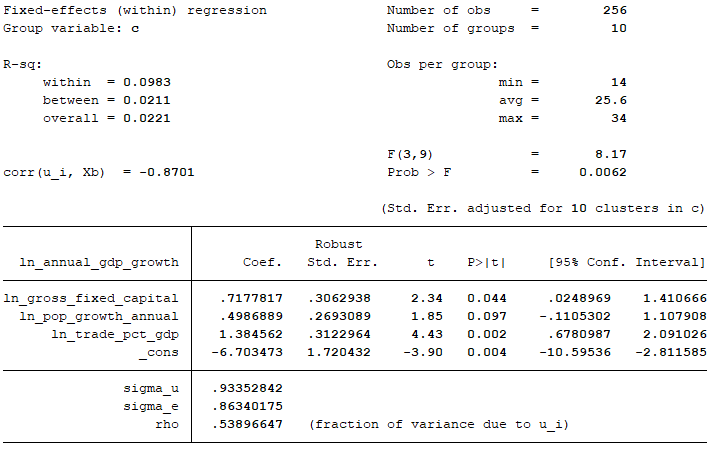 Fixed-effects (within) regression Number of obs = 256
Group variable: c Number of groups = 10
R-sq: Obs per group:
within = 0.0983 min = 14
between = 0.0211 avg = 25.6
overall = 0.0221 max = 34
F(3,9) = 8.17
corr(u_i, Xb) = -0.8701 Prob > F = 0.0062
(Std. Err. adjusted for 10 clusters in c)
Robust
ln_annual_gdp_growth Coef. Std. Err. t P>|t| [95% Conf. Interval]
ln_gross_fixed_capital .7177817 .3062938 2.34 0.044 .0248969 1.410666
ln_pop_growth_annual .4986889 .2693089 1.85 0.097 -.1105302 1.107908
ln_trade_pct_gdp 1.384562 .3122964 4.43 0.002 .6780987 2.091026
_cons -6.703473 1.720432 -3.90 0.004 -10.59536 -2.811585
sigma_u .93352842
sigma_e .86340175
rho .53896647 (fraction of variance due to u_i)